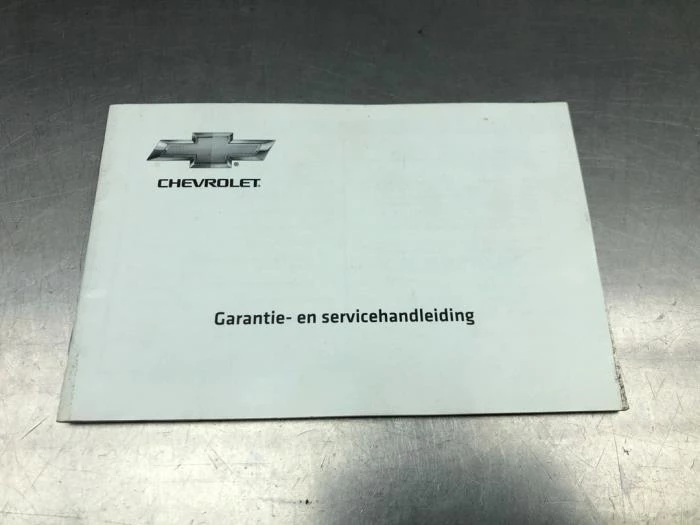 CHEVROLET
Garantie- en servicehandleiding